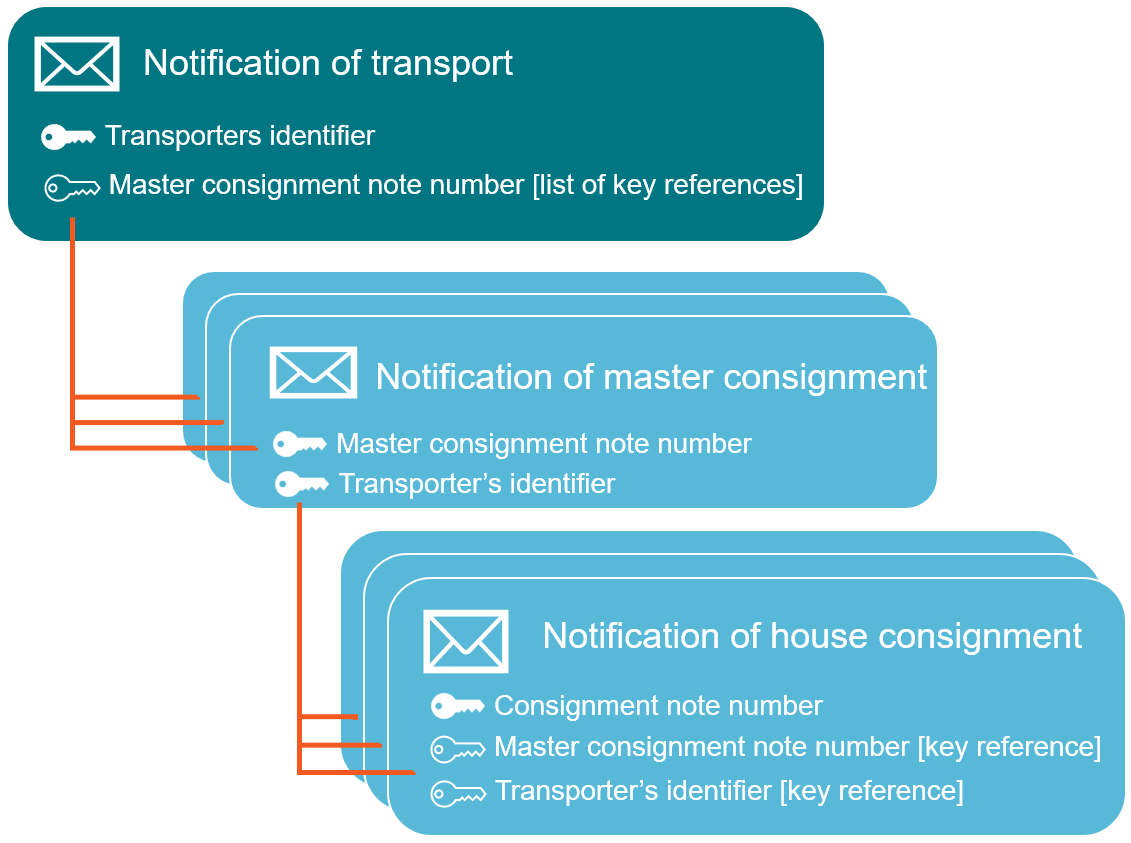 Notification of transport
Transporters identifier
Master consignment note number [list of key references]
Notification of master consignment
Master consignment note number
Transporter’s identifier
Notification of house consignment
Consignment note number
Master consignment note number [key reference]
Transporter’s identifier [key reference]